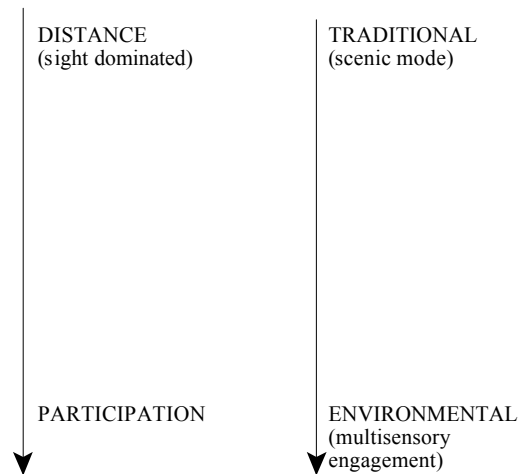 DISTANCE
(sight dominated)
TRADITIONAL
(scenic mode)
PARTICIPATION
ENVIRONMENTAL
(multisensory
engagement)